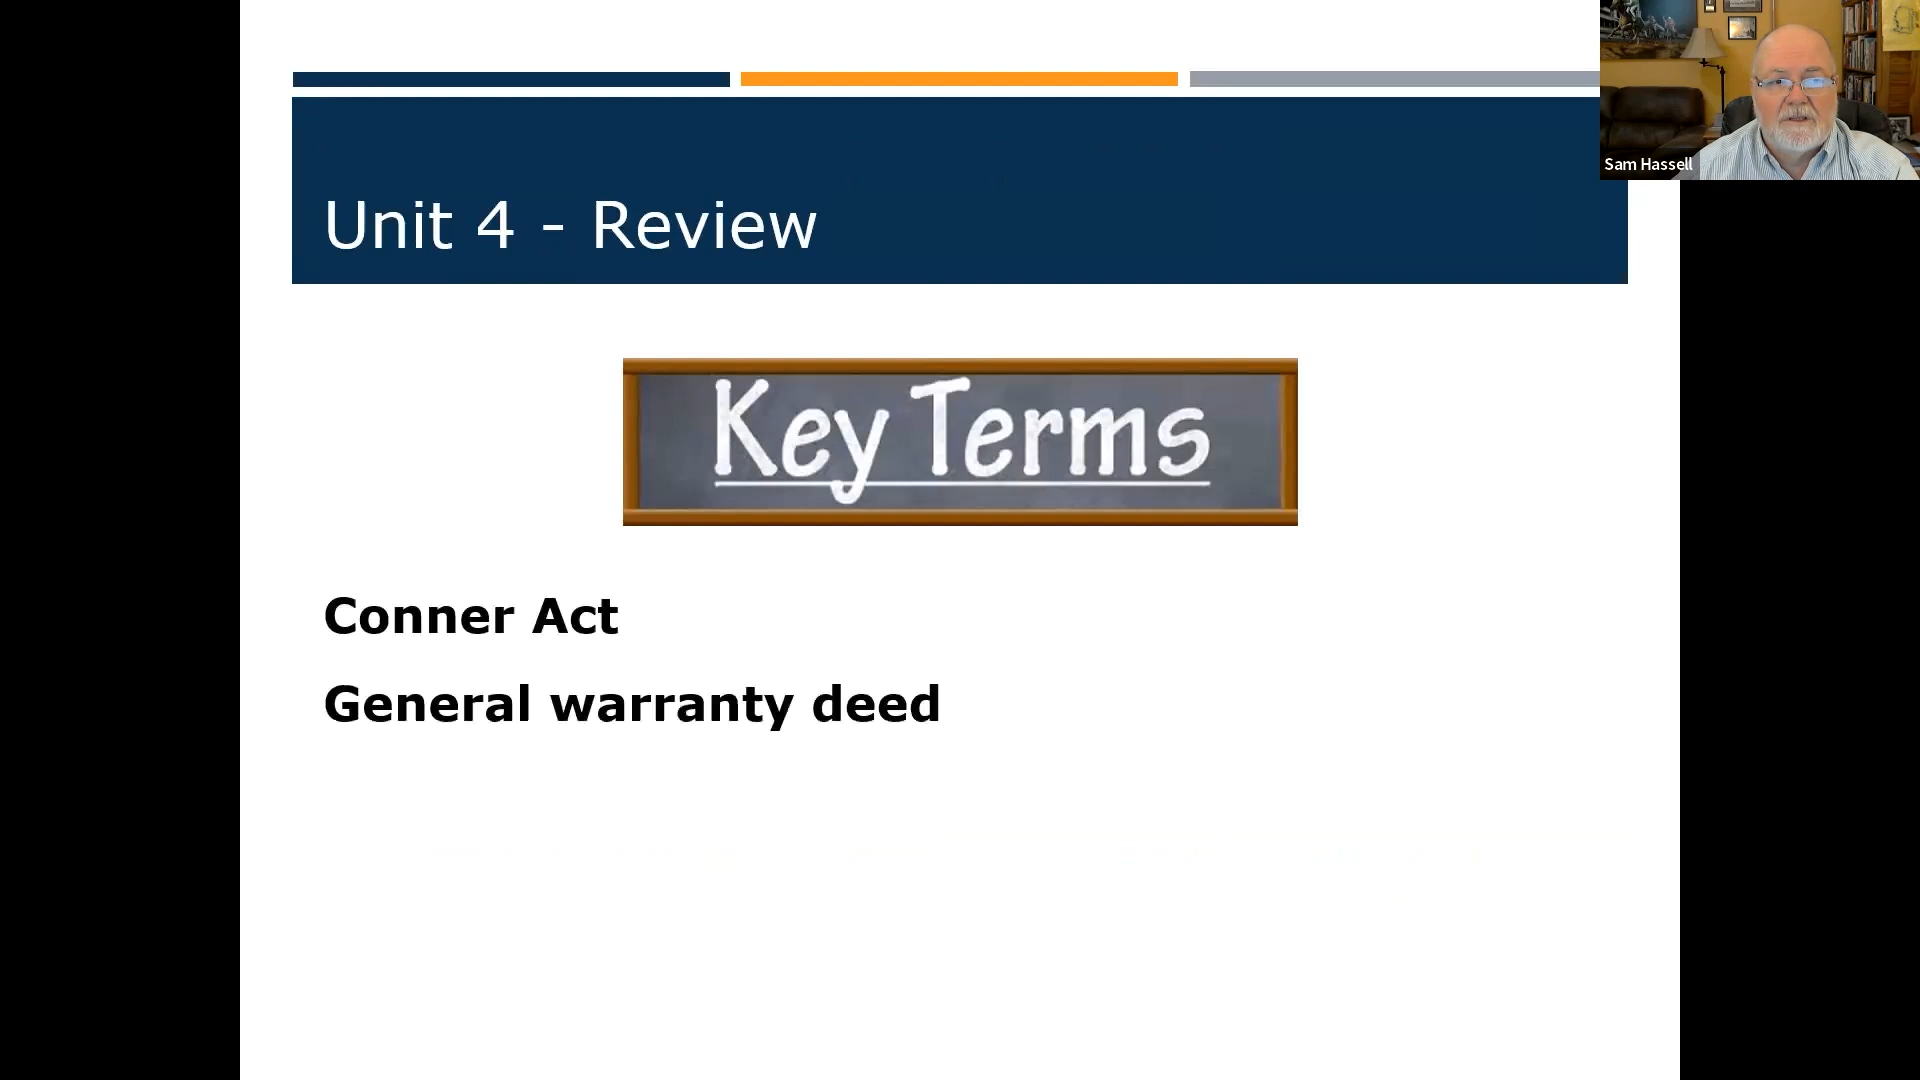 Unit 4 - Review
Sam Hassell
Key Terms
Conner Act
General warranty deed